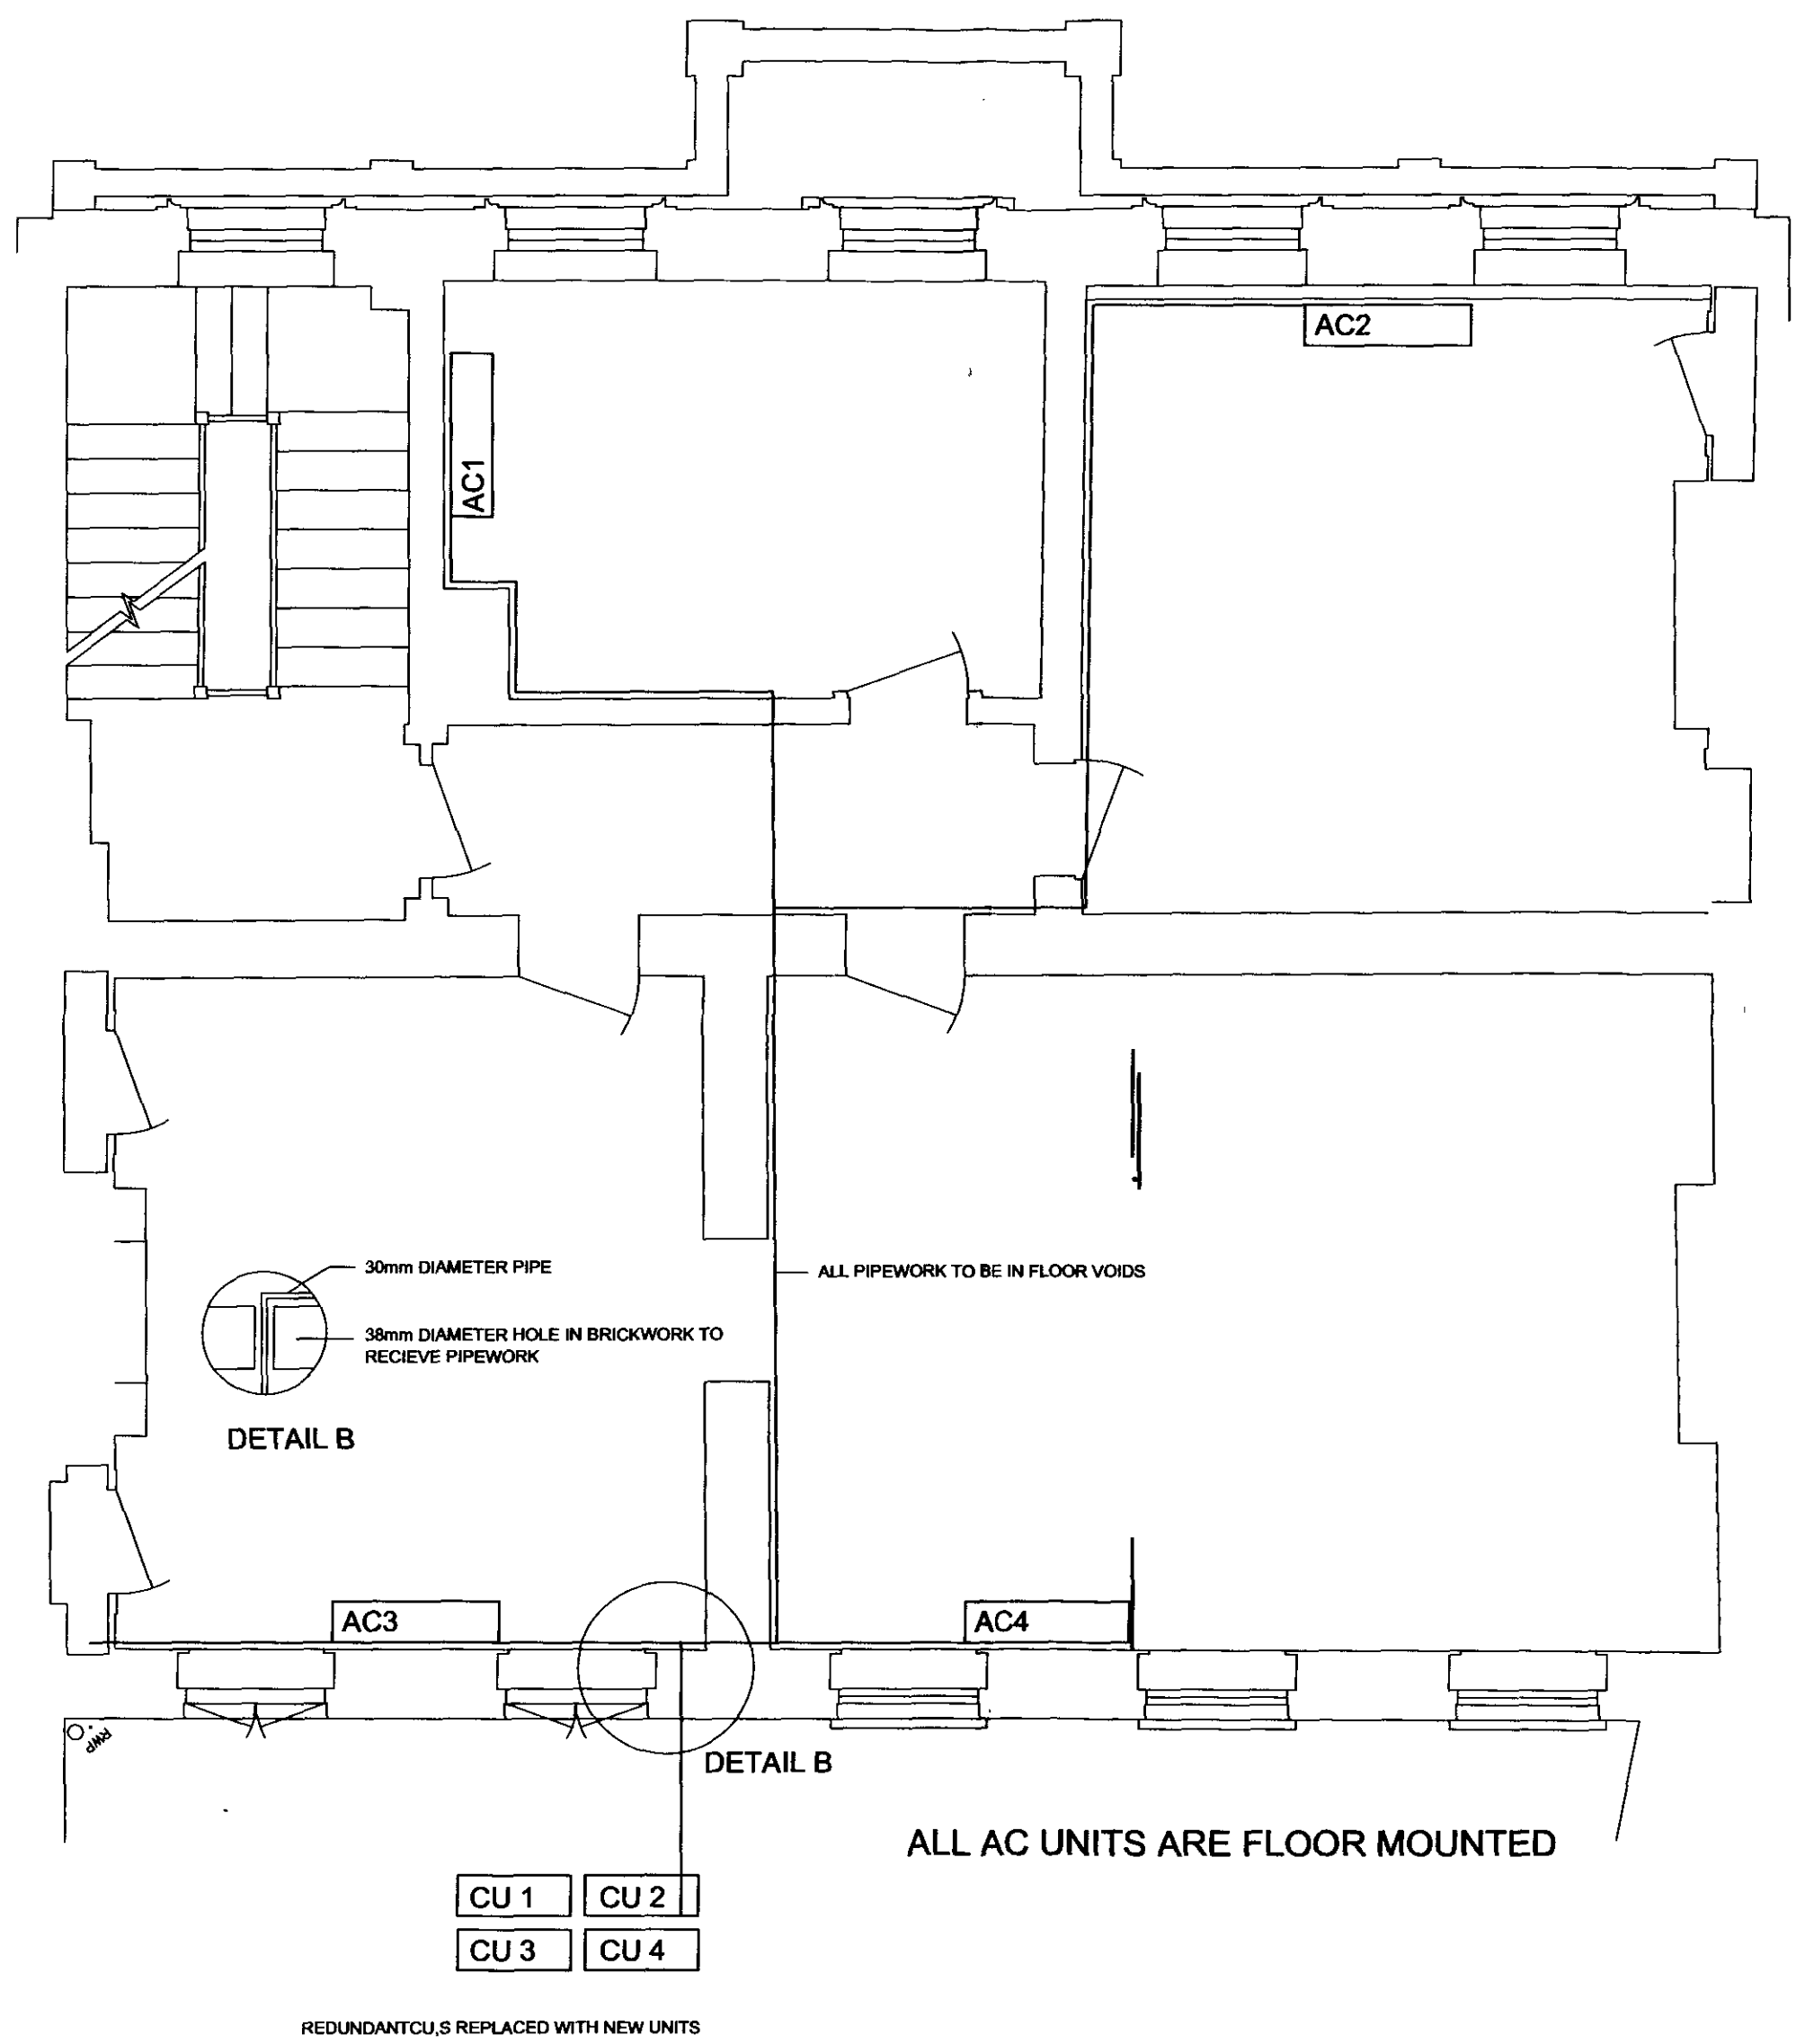 AC2
AC1
30mm DIAMETER PIPE
ALL PIPEWORK TO BE IN FLOOR VOIDS
38mm DIAMETER HOLE IN BRICKWORK TO
RECIEVE PIPEWORK
DETAIL B
AC3
AC4
RWP
DETAIL B
ALL AC UNITS ARE FLOOR MOUNTED
CU 1
CU 2
CU 3
CU 4
REDUNDANTCU,S REPLACED WITH NEW UNITS